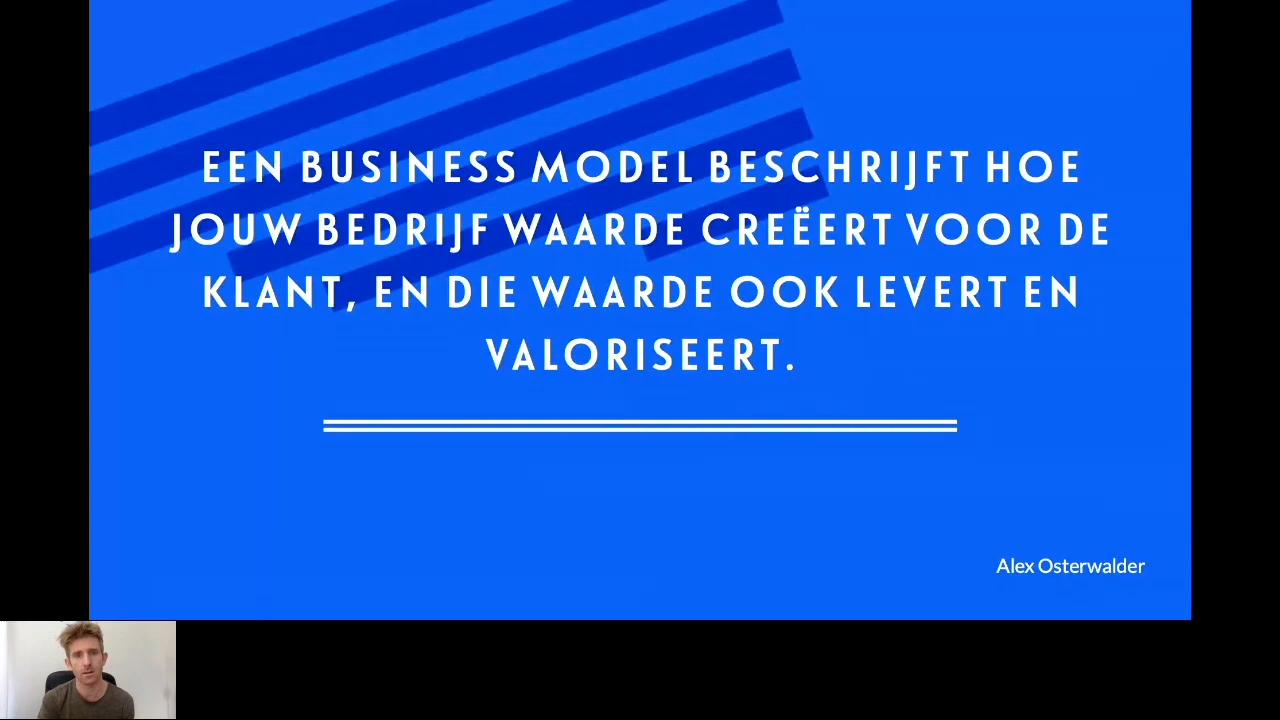 EEN BUSINESS MODEL BESCHRIJFT HOE
JOUW BEDRIJF WAARDE CREËERT VOOR DE
KLANT, EN DIE WAARDE OOK LEVERT EN
VALORISEERT.
Alex Osterwalder